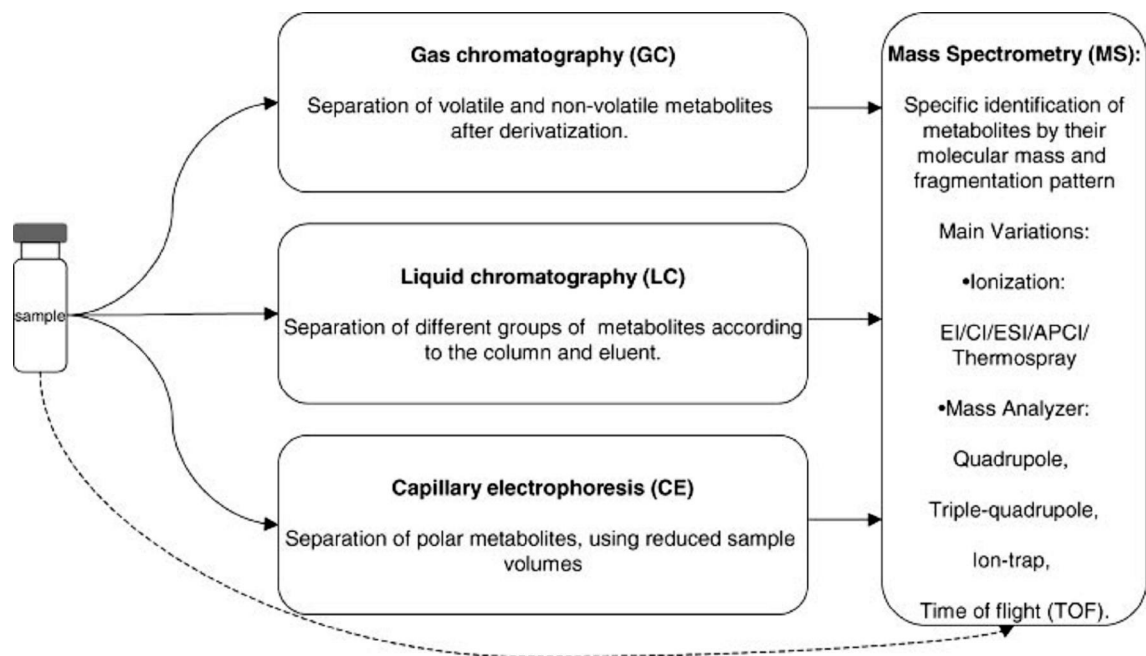 sample
Gas chromatography (GC)
Separation of volatile and non-volatile metabolites
after derivatization.
Liquid chromatography (LC)
Separation of different groups of metabolites according
to the column and eluent.
Capillary electrophoresis (CE)
Separation of polar metabolites, using reduced sample
volumes
Mass Spectrometry (MS):
Specific identification of
metabolites by their
molecular mass and
fragmentation pattern
Main Variations:
•Ionization:
EI/CI/ESI/APCI/
Thermospray
•Mass Analyzer:
Quadrupole,
Triple-quadrupole,
Ion-trap,
Time of flight (TOF).